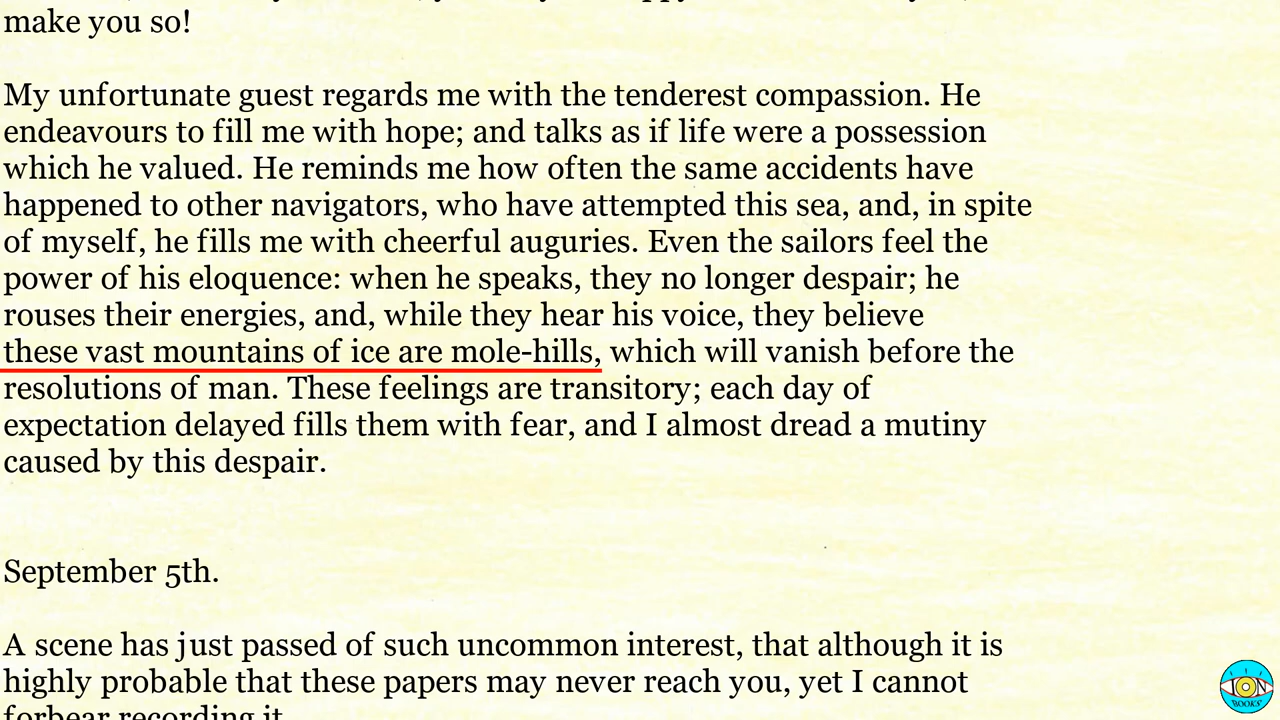 make you so!
My unfortunate guest regards me with the tenderest compassion. He
endeavours to fill me with hope; and talks as if life were a possession
which he valued. He reminds me how often the same accidents have
happened to other navigators, who have attempted this sea, and, in spite
of myself, he fills me with cheerful auguries. Even the sailors feel the
power of his eloquence: when he speaks, they no longer despair; he
rouses their energies, and, while they hear his voice, they believe
these vast mountains of ice are mole-hills, which will vanish before the
resolutions of man. These feelings are transitory; each day of
expectation delayed fills them with fear, and I almost dread a mutiny
caused by this despair.
September 5th.
A scene has just passed of such uncommon interest, that although it is
highly probable that these papers may never reach you, yet I cannot
forbear recording it.
ION
BOOKS